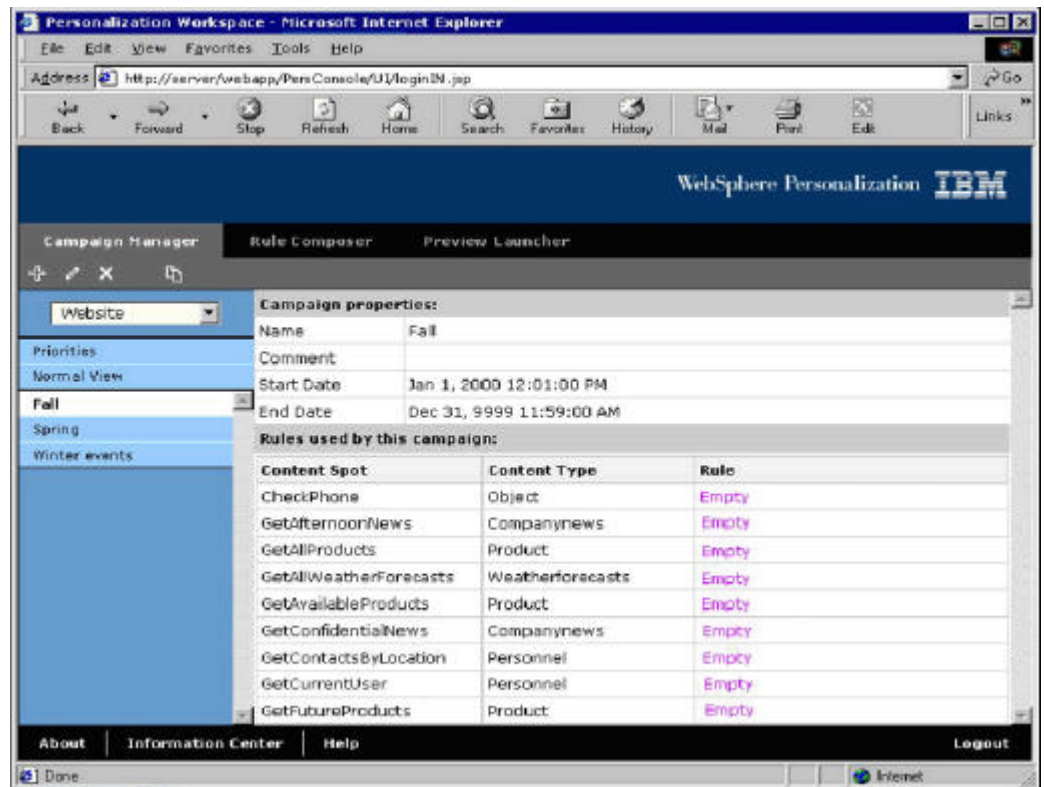 Personalization Workspace - Microsoft Internet Explorer
File Edit View Favorites Tools Help
Address http://server/webapp/PersConsole/UI/loginIN.jsp Go
Back Forward Stop Refresh Home Search Favorites History Mail Print Edit Links
WebSphere Personalization IBM
Campaign Manager Rule Composer Preview Launcher
Website
Priorities
Normal View
Fall
Spring
Winter events
Campaign properties:
Name Fall
Comment
Start Date Jan 1, 2000 12:01:00 PM
End Date Dec 31, 9999 11:59:00 AM
Rules used by this campaign:
Content Spot Content Type Rule
CheckPhone Object Empty
GetAfternoonNews Companynews Empty
GetAllProducts Product Empty
GetAllWeatherForecasts Weatherforecasts Empty
GetAvailableProducts Product Empty
GetConfidentialNews Companynews Empty
GetContactsByLocation Personnel Empty
GetCurrentUser Personnel Empty
GetFutureProducts Product Empty
About Information Center Help Logout
Done Internet